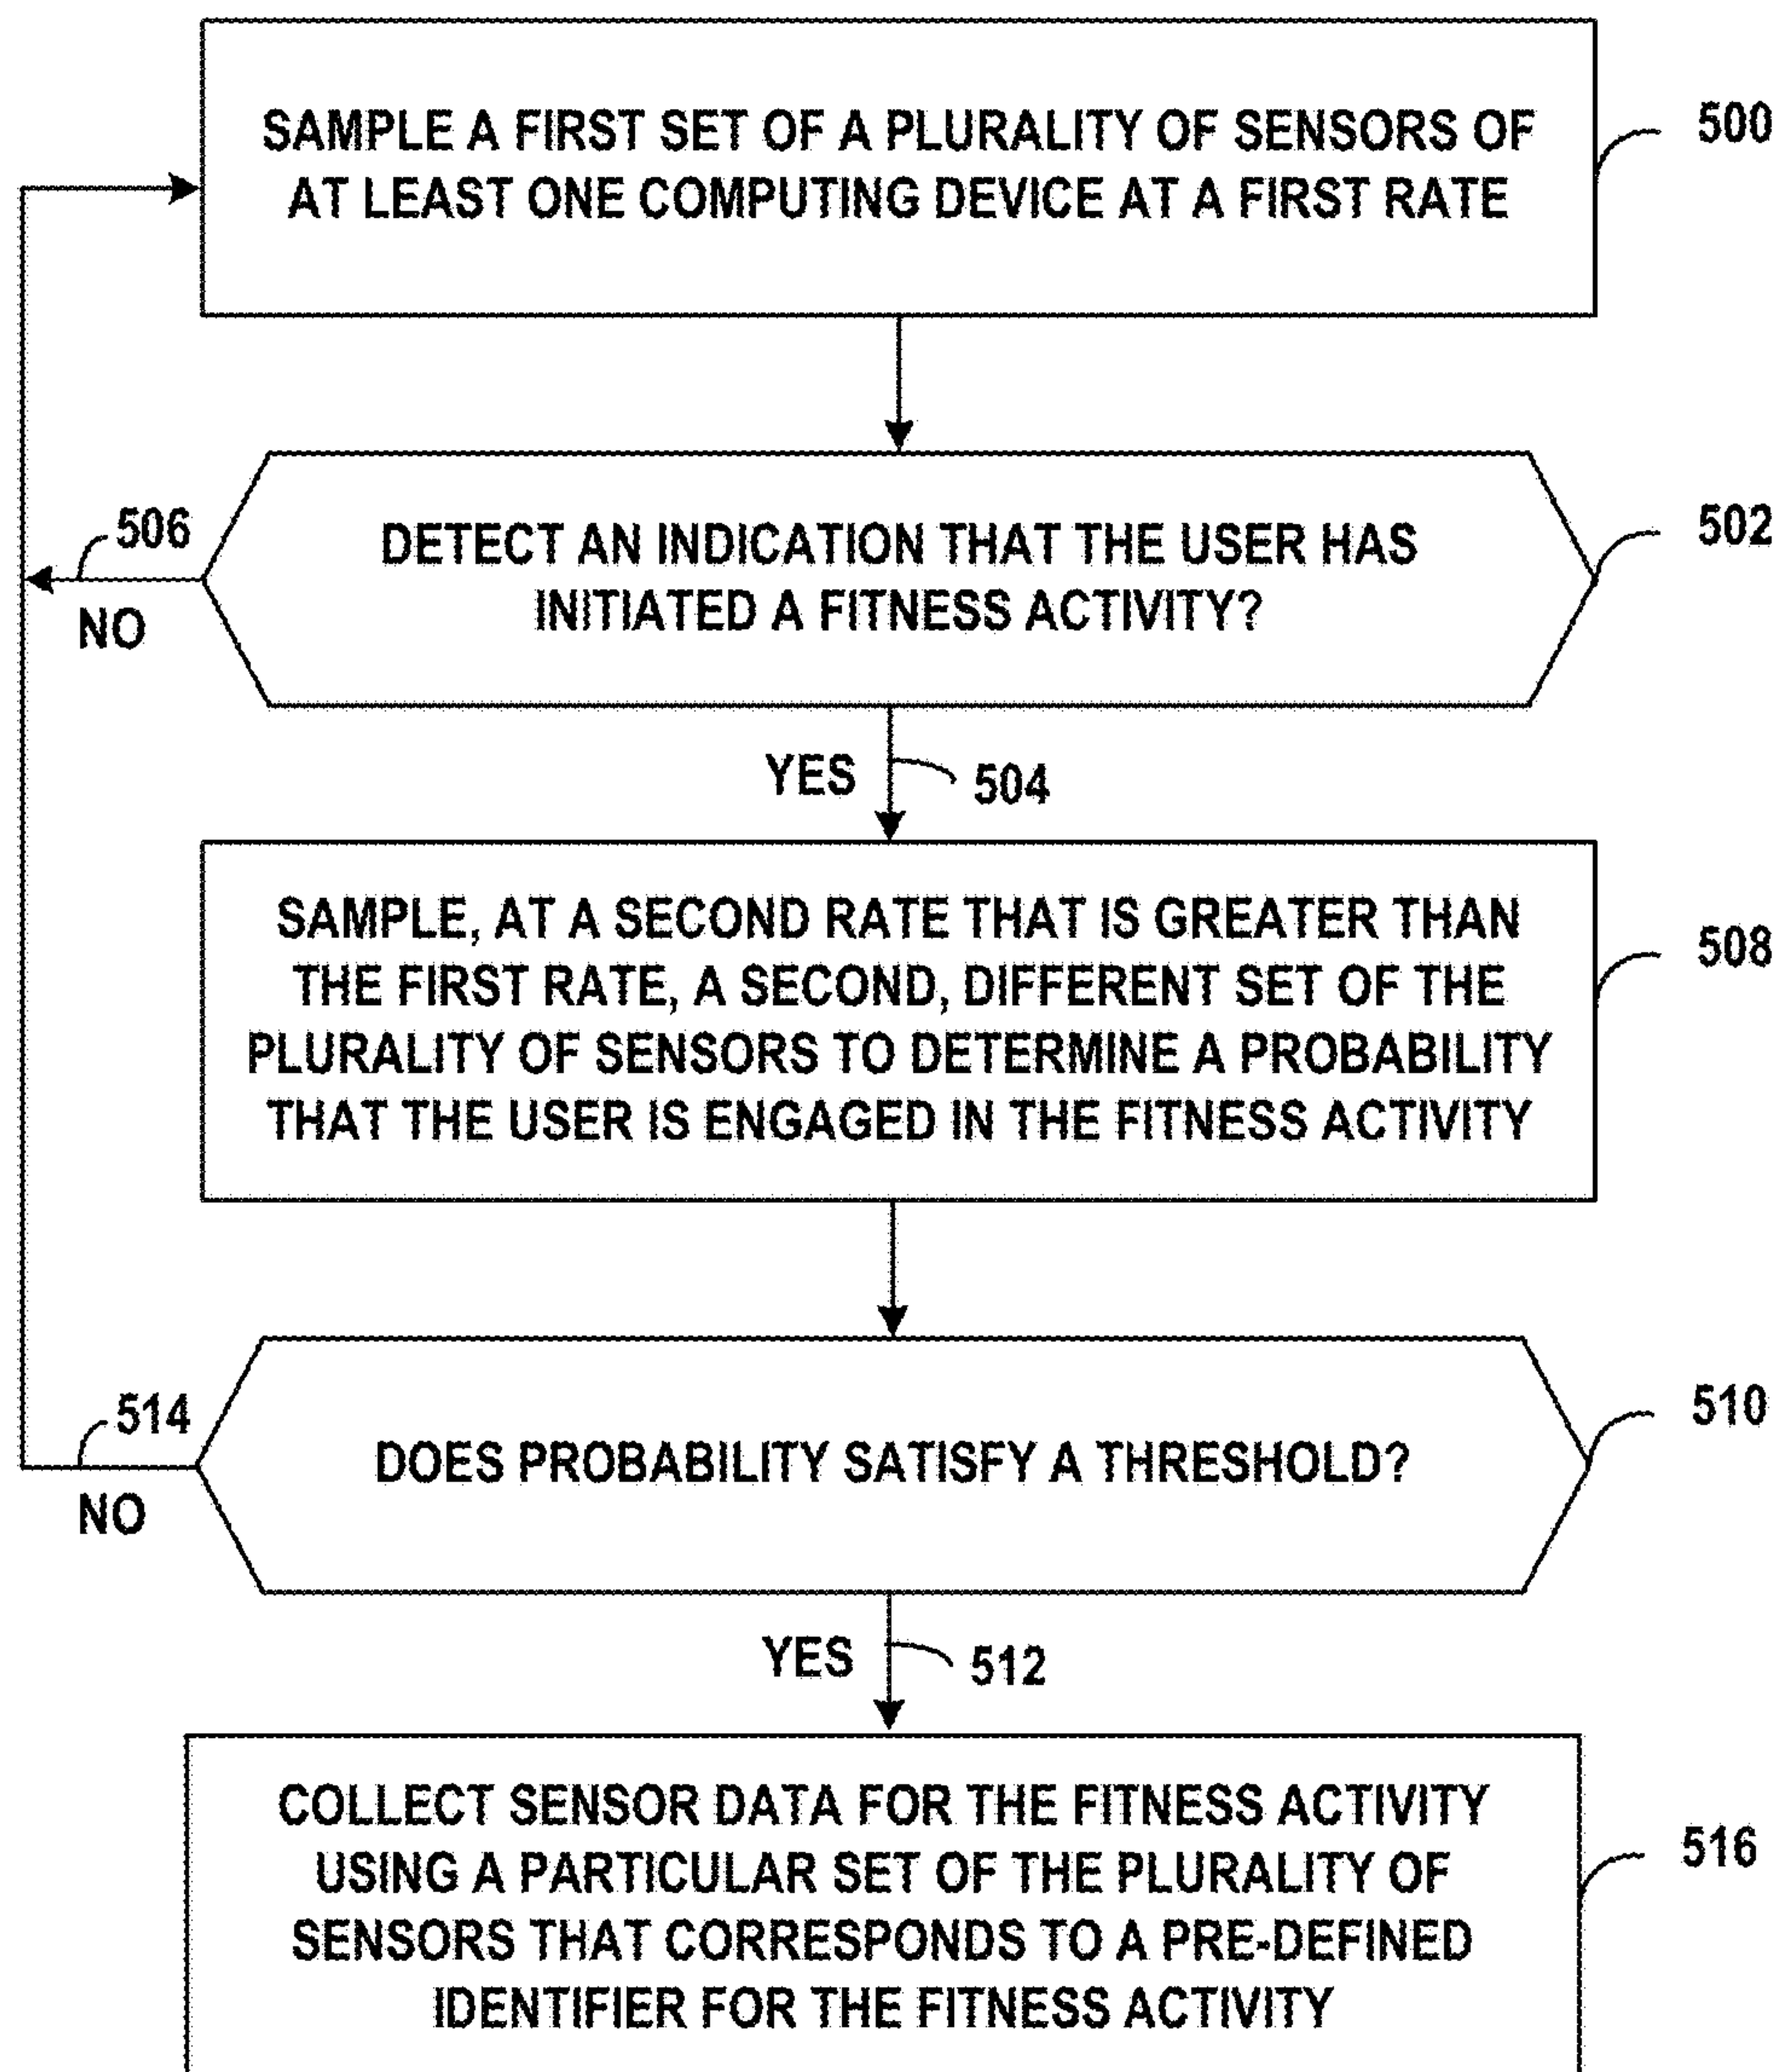 SAMPLE A FIRST SET OF A PLURALITY OF SENSORS OF
AT LEAST ONE COMPUTING DEVICE AT A FIRST RATE
500
DETECT AN INDICATION THAT THE USER HAS
INITIATED A FITNESS ACTIVITY?
502
506
NO
YES
504
SAMPLE, AT A SECOND RATE THAT IS GREATER THAN
THE FIRST RATE, A SECOND, DIFFERENT SET OF THE
PLURALITY OF SENSORS TO DETERMINE A PROBABILITY
THAT THE USER IS ENGAGED IN THE FITNESS ACTIVITY
508
DOES PROBABILITY SATISFY A THRESHOLD?
510
514
NO
YES
512
COLLECT SENSOR DATA FOR THE FITNESS ACTIVITY
USING A PARTICULAR SET OF THE PLURALITY OF
SENSORS THAT CORRESPONDS TO A PRE-DEFINED
IDENTIFIER FOR THE FITNESS ACTIVITY
516